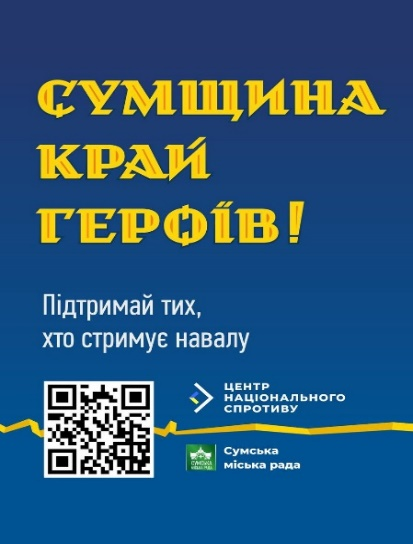 СУМЩИНА
КРАЙ
ГЕРОЇВ!
Підтримай тих,
хто стримує навалу
ЦЕНТР
НАЦІОНАЛЬНОГО
СПРОТИВУ
Сумська
міська рада